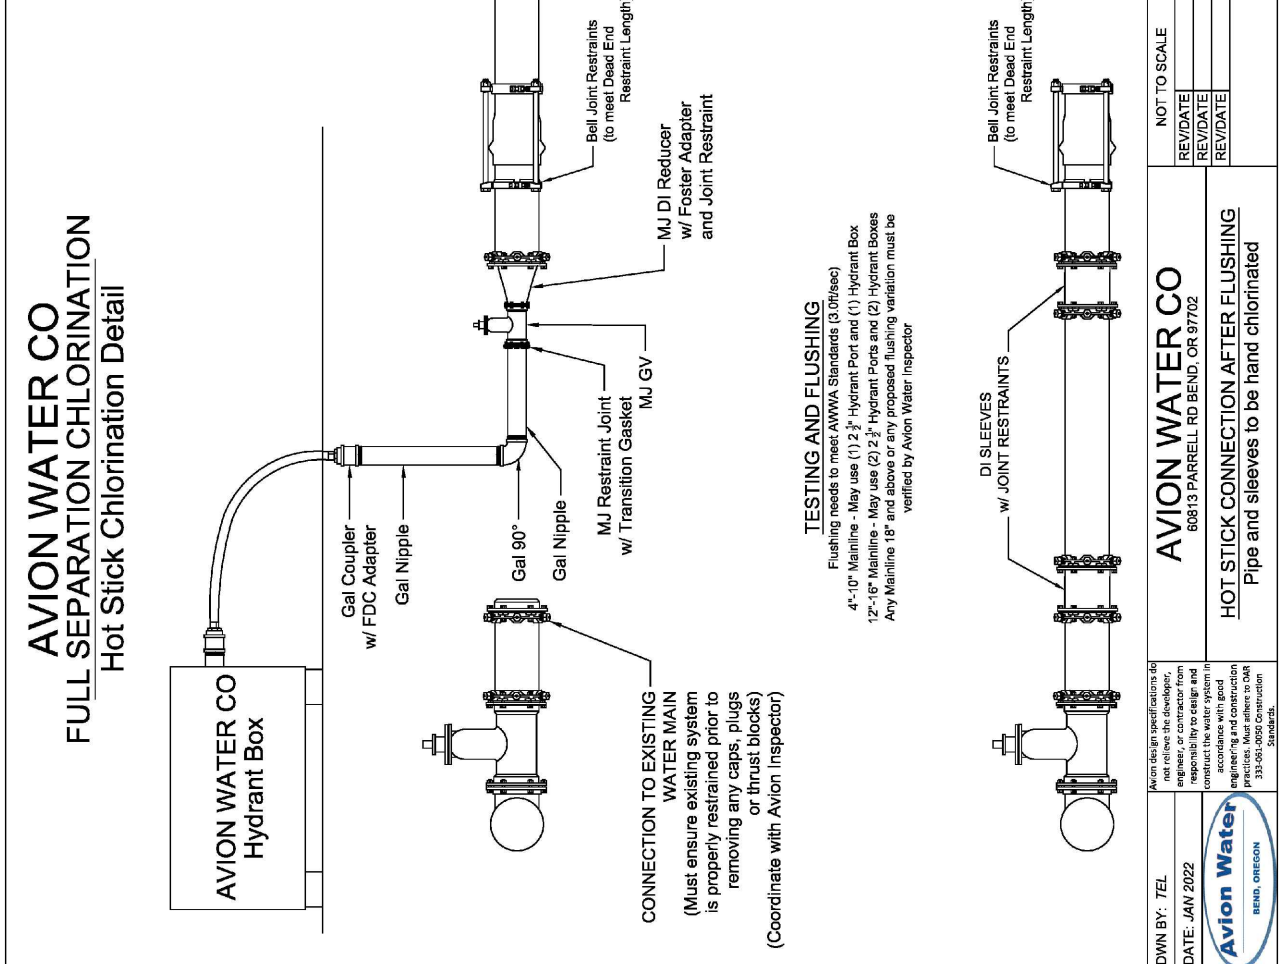 AVION WATER CO
FULL SEPARATION CHLORINATION
Hot Stick Chlorination Detail
AVION WATER CO
Hydrant Box
Gal Coupler
w/ FDC Adapter
Gal Nipple
Gal 90°
Gal Nipple
MJ Restraint Joint
w/ Transition Gasket
MJ GV
MJ DI Reducer
w/ Foster Adapter
and Joint Restraint
Bell Joint Restraints
(to meet Dead End
Restraint Length)
CONNECTION TO EXISTING
WATER MAIN
(Must ensure existing system
is properly restrained prior to
removing any caps, plugs
or thrust blocks)
(Coordinate with Avion Inspector)
TESTING AND FLUSHING
Flushing needs to meet AWWA Standards (3.0ft/sec)
4"-10" Mainline - May use (1) 2 ½" Hydrant Port and (1) Hydrant Box
12"-16" Mainline - May use (2) 2 ½" Hydrant Ports and (2) Hydrant Boxes
Any Mainline 18" and above or any proposed flushing variation must be
verified by Avion Water Inspector
DI SLEEVES
w/ JOINT RESTRAINTS
Bell Joint Restraints
(to meet Dead End
Restraint Length)
DWN BY: TEL
DATE: JAN 2022
Avion Water
BEND, OREGON
Avion design specifications do
not relieve the developer,
engineer, or contractor from
responsibility to design and
construct the water system in
accordance with good
engineering and construction
practices. Must adhere to OAR
333-061-0050 Construction
Standards.
AVION WATER CO
60813 PARRELL RD BEND, OR 97702
HOT STICK CONNECTION AFTER FLUSHING
Pipe and sleeves to be hand chlorinated
NOT TO SCALE
REV/DATE
REV/DATE
REV/DATE